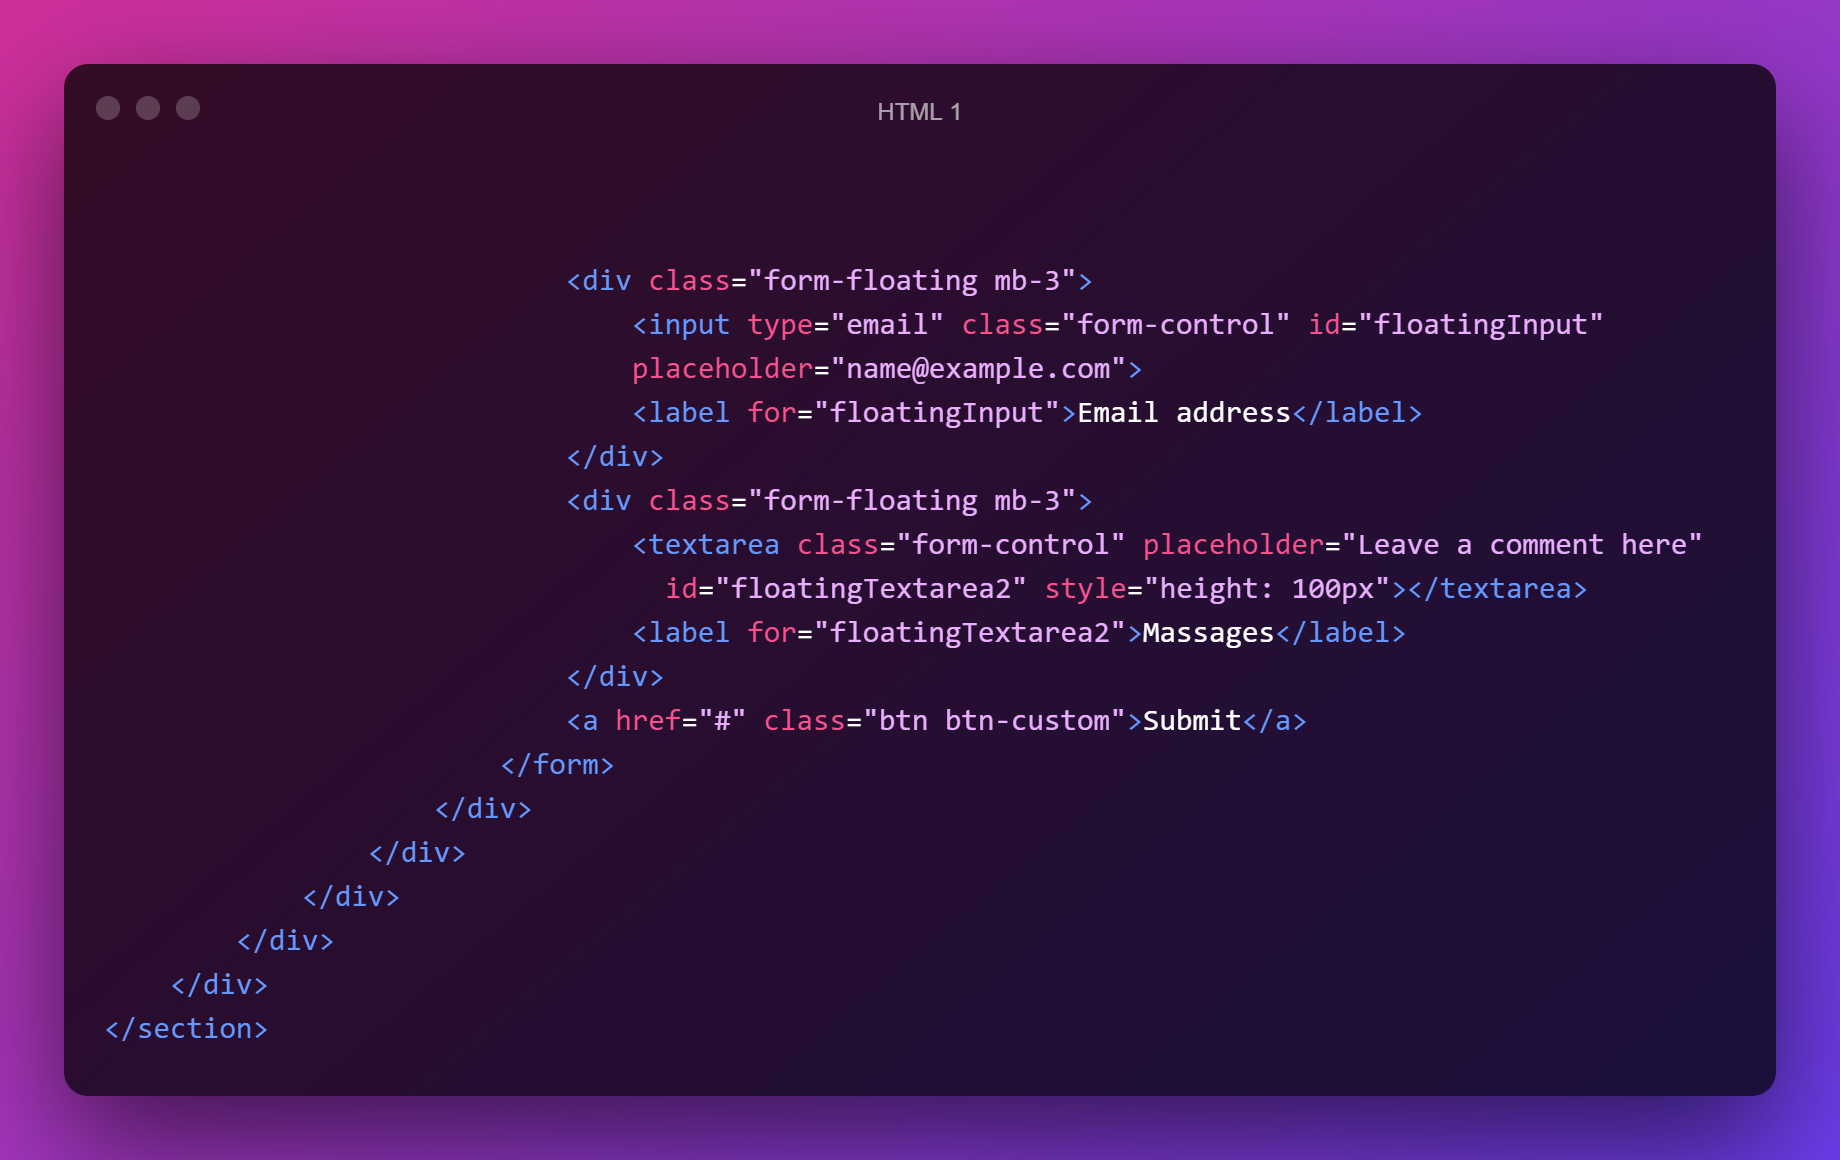 HTML 1
<div class="form-floating mb-3">
<input type="email" class="form-control" id="floatingInput"
placeholder="name@example.com">
<label for="floatingInput">Email address</label>
</div>
<div class="form-floating mb-3">
<textarea class="form-control" placeholder="Leave a comment here"
id="floatingTextarea2" style="height: 100px"></textarea>
<label for="floatingTextarea2">Massages</label>
</div>
<a href="#" class="btn btn-custom">Submit</a>
</form>
</div>
</div>
</div>
</div>
</div>
</section>